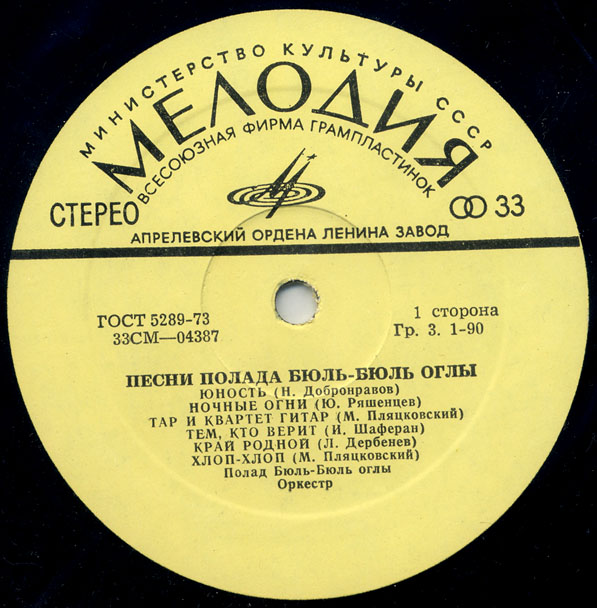 МИНИСТЕРСТВО КУЛЬТУРЫ СССР
МЕЛОДИЯ
ВСЕСОЮЗНАЯ ФИРМА ГРАМПЛАСТИНОК
СТЕРЕО
33
АПРЕЛЕВСКИЙ ОРДЕНА ЛЕНИНА ЗАВОД
ГОСТ 5289-73
33СМ—04387
1 сторона
Гр. 3. 1-90
ПЕСНИ ПОЛАДА БЮЛЬ-БЮЛЬ ОГЛЫ
ЮНОСТЬ (Н. Добронравов)
НОЧНЫЕ ОГНИ (Ю. Ряшенцев)
ТАР И КВАРТЕТ ГИТАР (М. Пляцковский)
ТЕМ, КТО ВЕРИТ (И. Шаферан)
КРАЙ РОДНОЙ (Л. Дербенев)
ХЛОП-ХЛОП (М. Пляцковский)
Полад Бюль-Бюль оглы
Оркестр